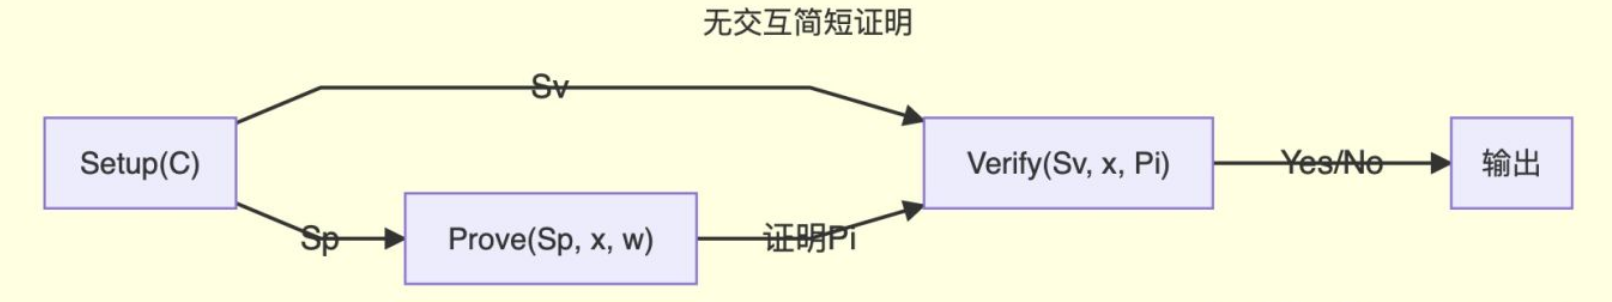 无交互简短证明
Sv
Setup(C)
Verify(Sv, x, Pi)
Yes/No
输出
Sp
Prove(Sp, x, w)
证明Pi